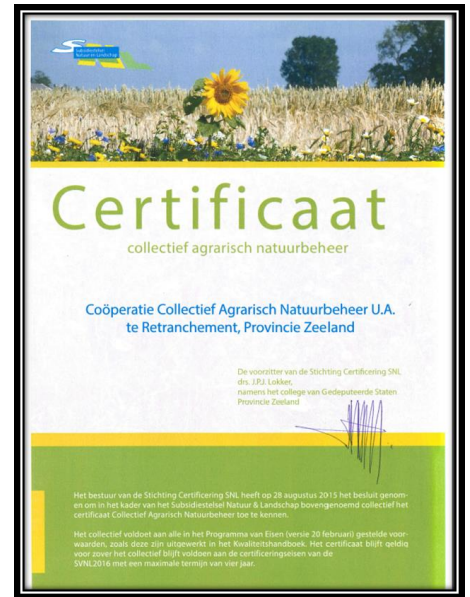 Subsidiestelsel
Natuur en Landschap
Certificaat
collectief agrarisch natuurbeheer
Coöperatie Collectief Agrarisch Natuurbeheer U.A.
te Retranchement, Provincie Zeeland
De voorzitter van de Stichting Certificering SNL
drs. J.P.J. Lokker,
namens het college van Gedeputeerde Staten
Provincie Zeeland
Het bestuur van de Stichting Certificering SNL heeft op 28 augustus 2015 het besluit genom-
en om in het kader van het Subsidiestelsel Natuur & Landschap bovengenoemd collectief het
certificaat Collectief Agrarisch Natuurbeheer toe te kennen.
Het collectief voldoet aan alle in het Programma van Eisen (versie 20 februari) gestelde voor-
waarden, zoals deze zijn uitgewerkt in het Kwaliteitshandboek. Het certificaat blijft geldig
voor zover het collectief blijft voldoen aan de certificeringseisen van de
SVNL2016 met een maximale termijn van vier jaar.